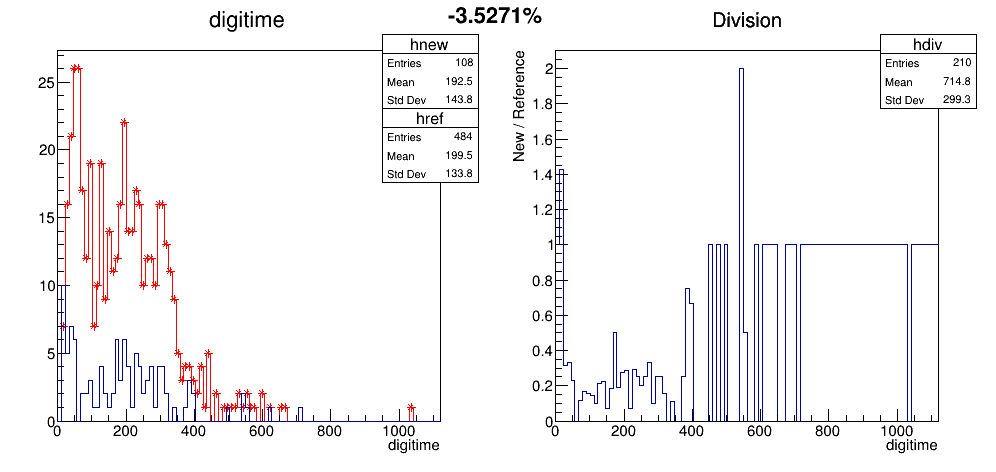 -3.5271%
digitime
hnew
Entries 108
Mean 192.5
Std Dev 143.8
href
Entries 484
Mean 199.5
Std Dev 133.8
25
20
15
10
5
0
0 200 400 600 800 1000
digitime
Division
hdiv
Entries 210
Mean 714.8
Std Dev 299.3
New / Reference
2
1.8
1.6
1.4
1.2
1
0.8
0.6
0.4
0.2
0
0 200 400 600 800 1000
digitime